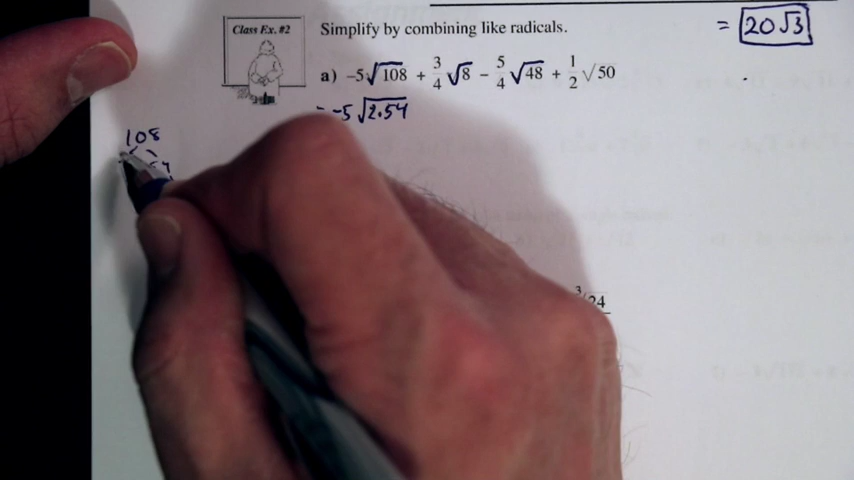 Class Ex. #2
Simplify by combining like radicals.
= 20√3
a) -5√108 + 3/4 √8 − 5/4 √48 + 1/2 √50
= -5 √2·54
108
3/24